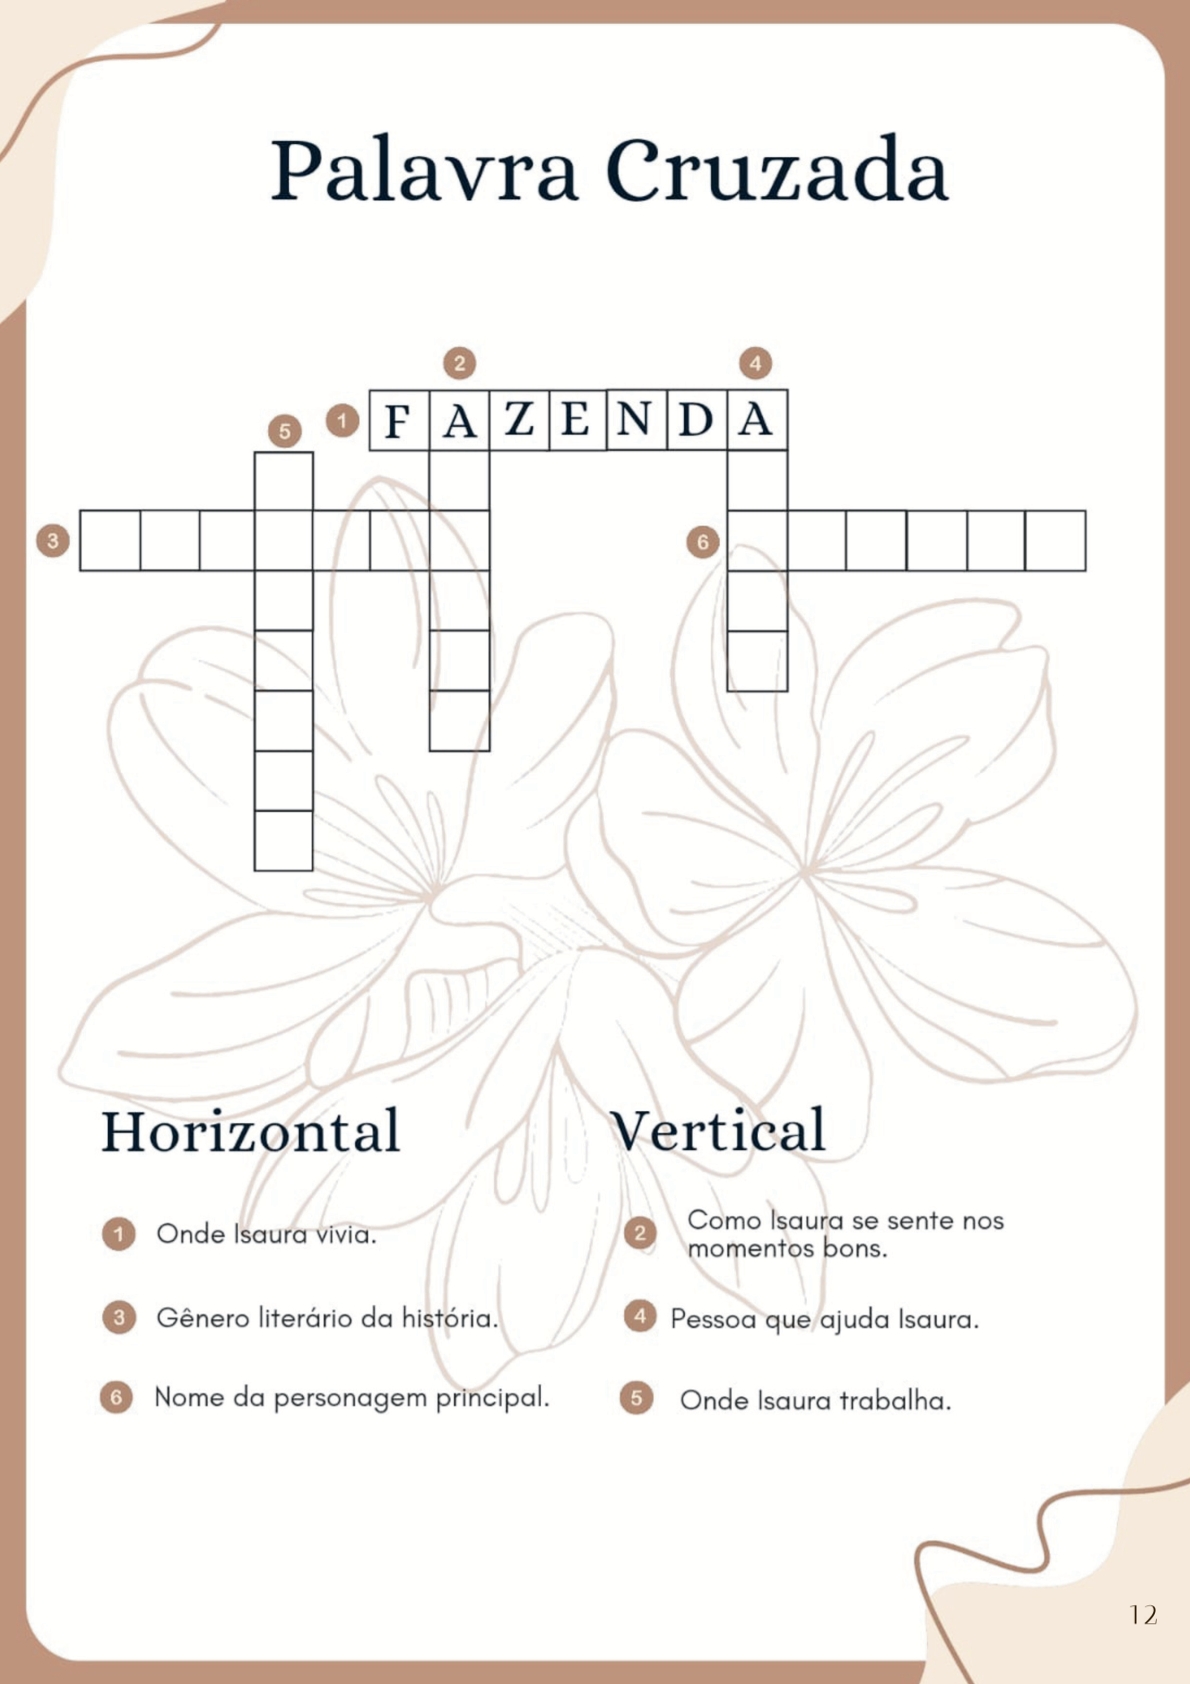 Palavra Cruzada
2 4
5 1 F A Z E N D A
3 6
Horizontal
1 Onde Isaura vivia.
3 Gênero literário da história.
6 Nome da personagem principal.
Vertical
2 Como Isaura se sente nos
momentos bons.
4 Pessoa que ajuda Isaura.
5 Onde Isaura trabalha.
12